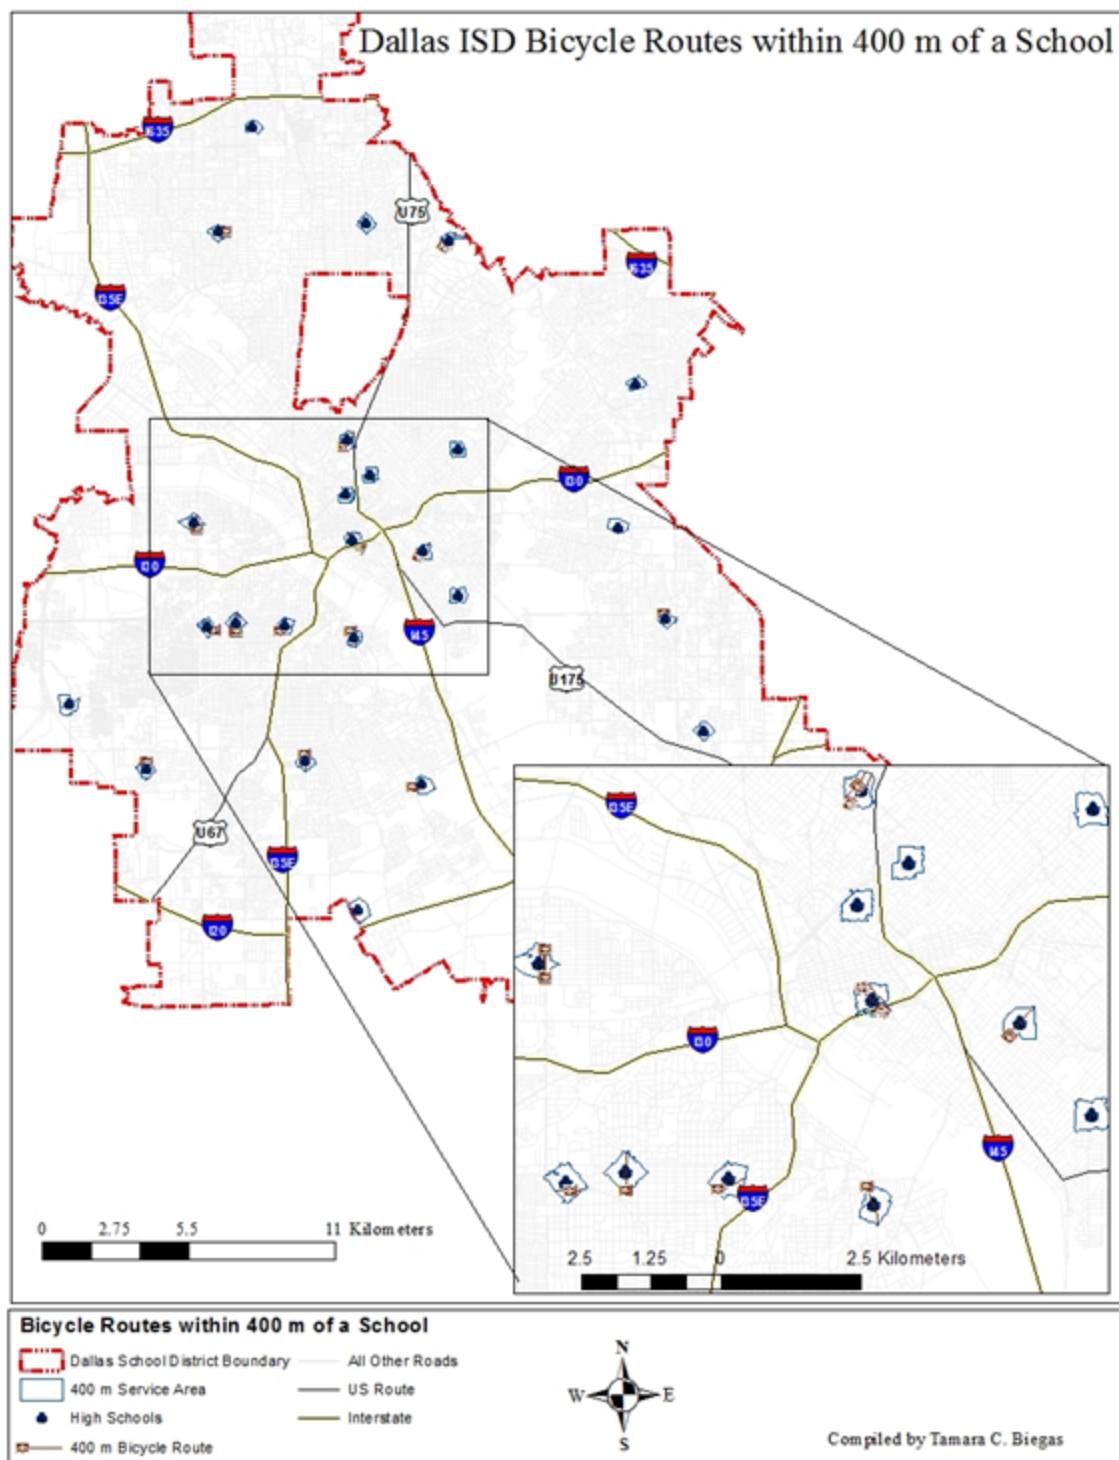 Dallas ISD Bicycle Routes within 400 m of a School
I635
U75
I635
I35E
I30
I30
I45
U175
U67
I35E
I20
I35E
I30
I45
I35E
0 2.75 5.5 11 Kilometers
2.5 1.25 0 2.5 Kilometers
Bicycle Routes within 400 m of a School
Dallas School District Boundary
All Other Roads
400 m Service Area
US Route
High Schools
Interstate
400 m Bicycle Route
N
W E
S
Compiled by Tamara C. Biegas